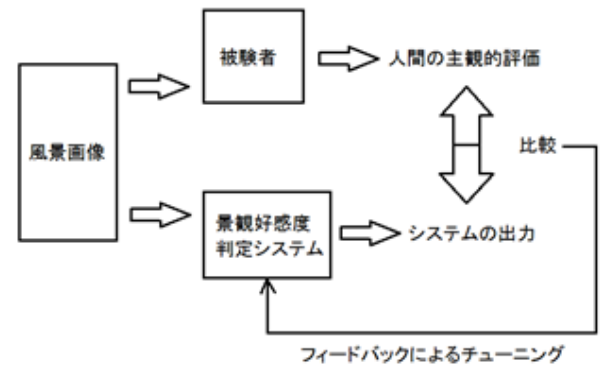 風景画像
被験者
人間の主観的評価
比較
景観好感度
判定システム
システムの出力
フィードバックによるチューニング